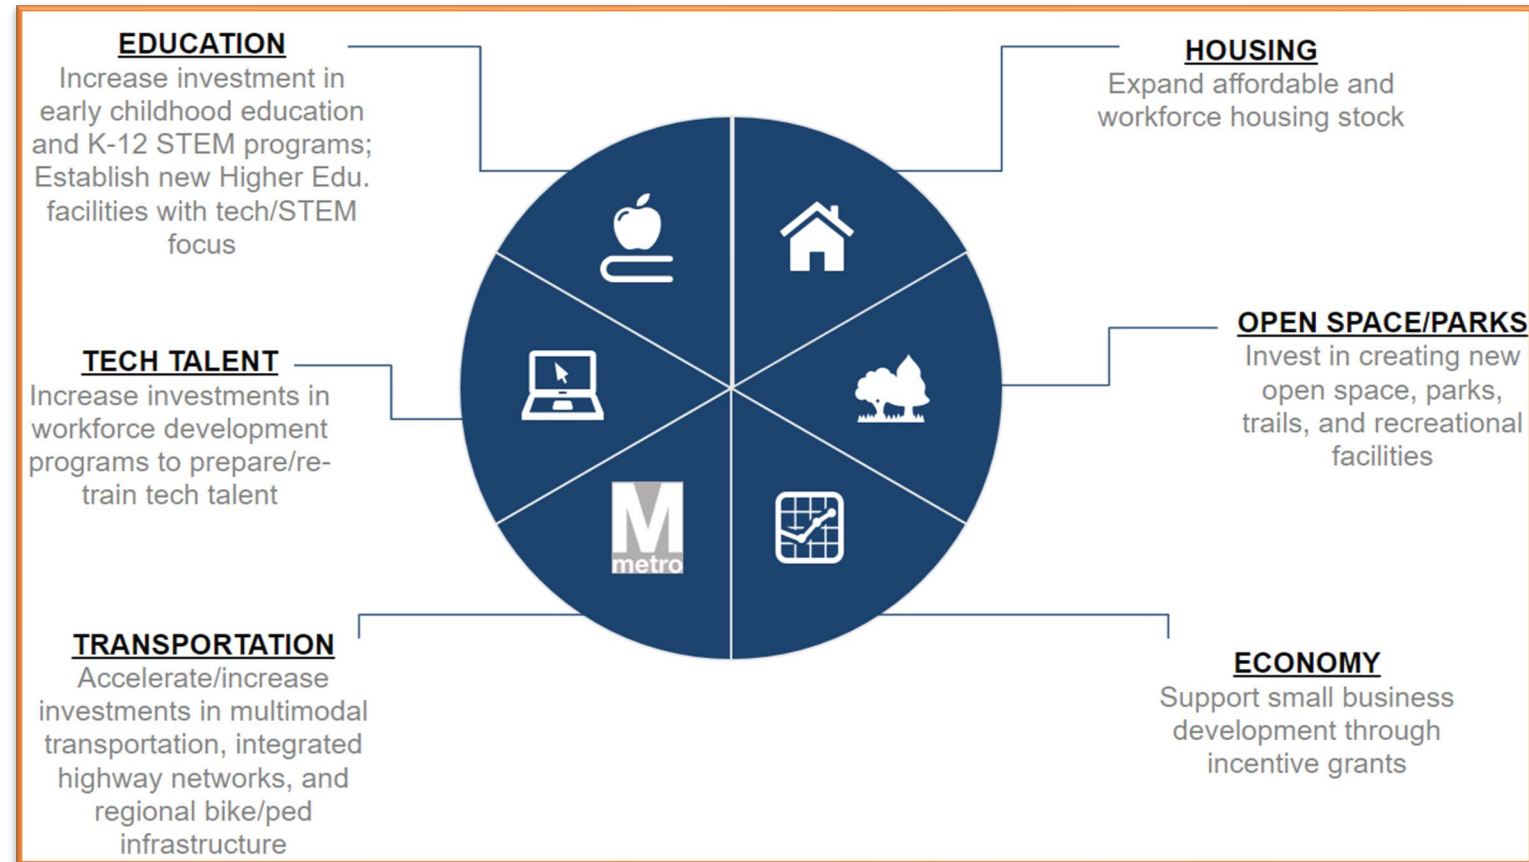 EDUCATION
Increase investment in
early childhood education
and K-12 STEM programs;
Establish new Higher Edu.
facilities with tech/STEM
focus
HOUSING
Expand affordable and
workforce housing stock
TECH TALENT
Increase investments in
workforce development
programs to prepare/re-
train tech talent
OPEN SPACE/PARKS
Invest in creating new
open space, parks,
trails, and recreational
facilities
M
metro
TRANSPORTATION
Accelerate/increase
investments in multimodal
transportation, integrated
highway networks, and
regional bike/ped
infrastructure
ECONOMY
Support small business
development through
incentive grants